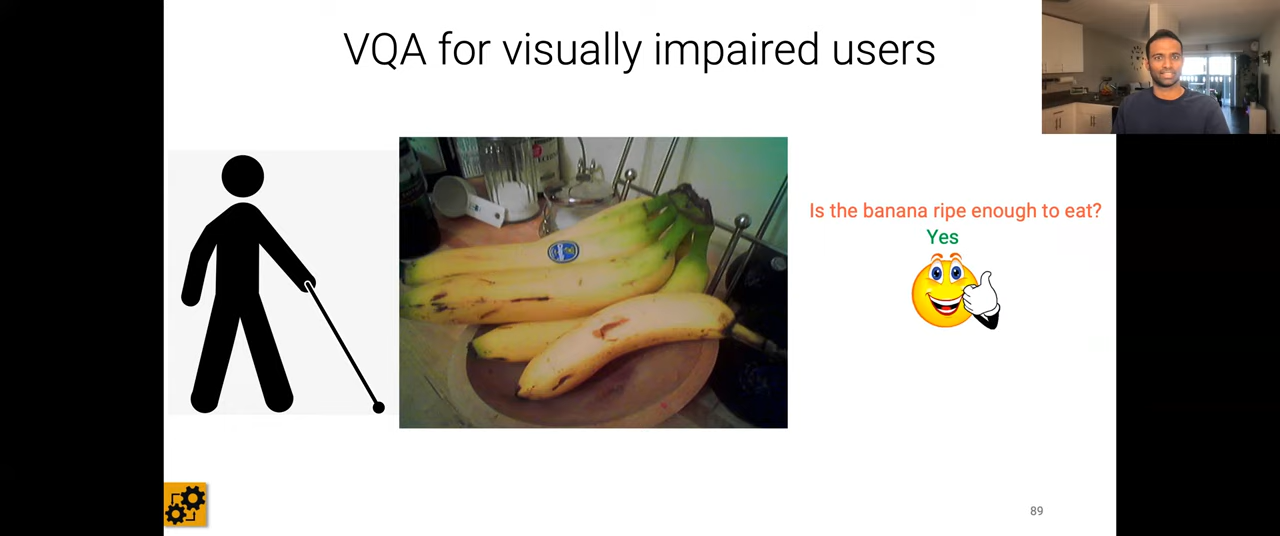 VQA for visually impaired users
Is the banana ripe enough to eat?
Yes
89